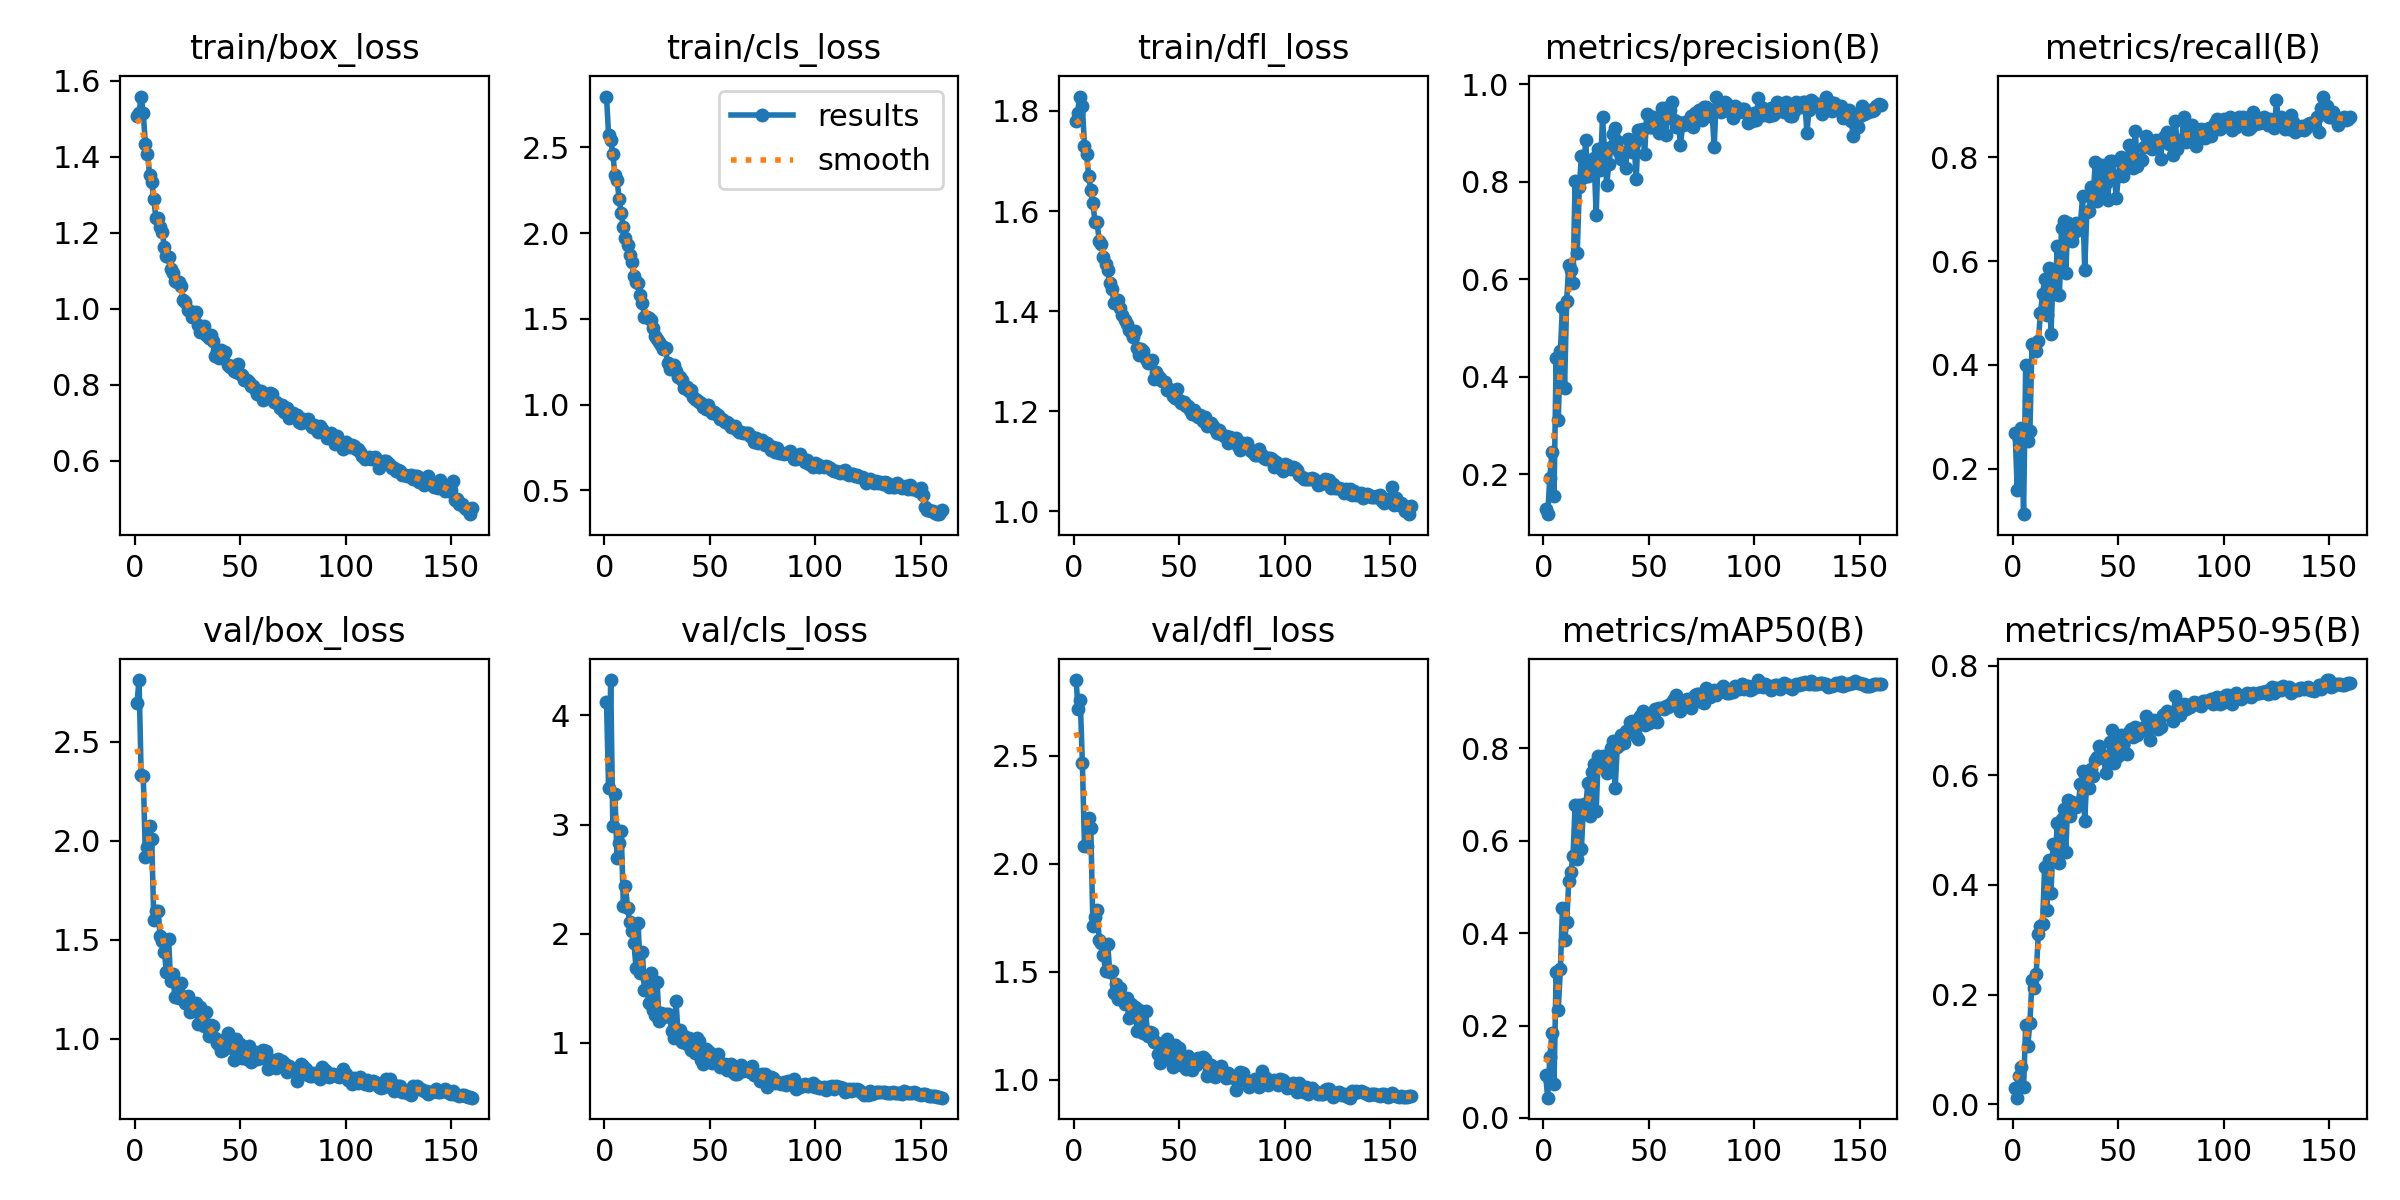 train/box_loss
train/cls_loss
train/dfl_loss
metrics/precision(B)
metrics/recall(B)
1.6
1.4
1.2
1.0
0.8
0.6
0 50 100 150
2.5
2.0
1.5
1.0
0.5
results
smooth
0 50 100 150
1.8
1.6
1.4
1.2
1.0
0 50 100 150
1.0
0.8
0.6
0.4
0.2
0 50 100 150
0.8
0.6
0.4
0.2
0 50 100 150
val/box_loss
val/cls_loss
val/dfl_loss
metrics/mAP50(B)
metrics/mAP50-95(B)
2.5
2.0
1.5
1.0
0 50 100 150
4
3
2
1
0 50 100 150
2.5
2.0
1.5
1.0
0 50 100 150
0.8
0.6
0.4
0.2
0.0
0 50 100 150
0.8
0.6
0.4
0.2
0.0
0 50 100 150